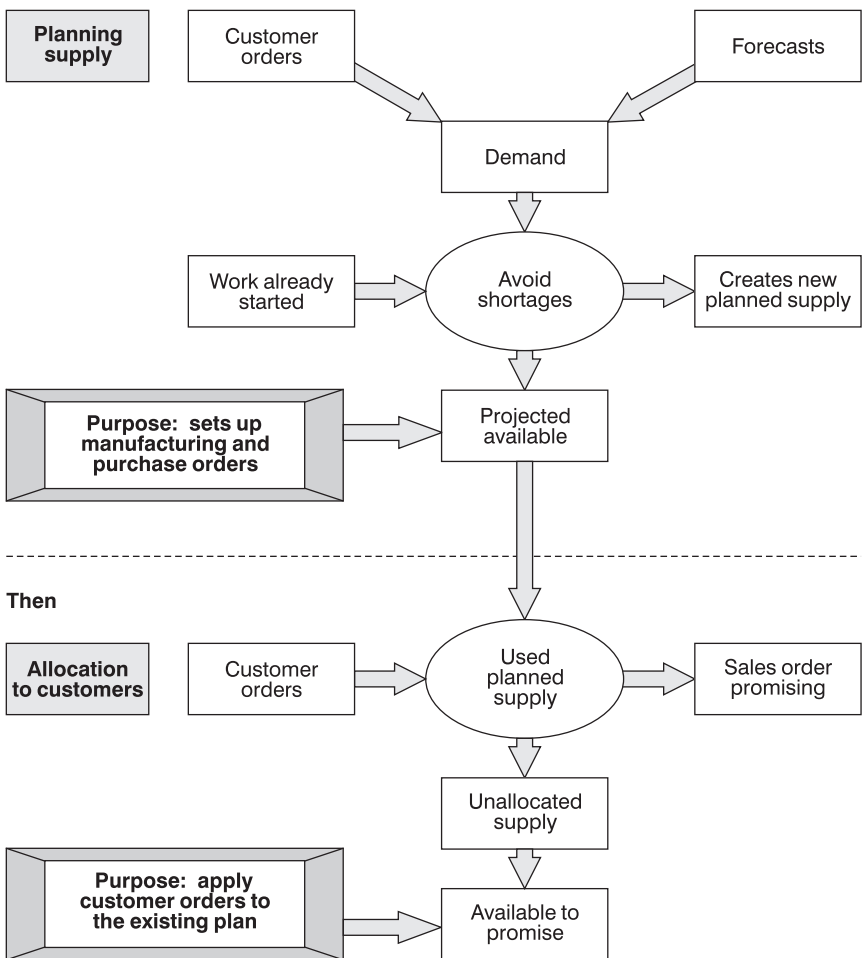 Planning
supply
Customer
orders
Forecasts
Demand
Work already
started
Avoid
shortages
Creates new
planned supply
Purpose: sets up
manufacturing and
purchase orders
Projected
available
Then
Allocation
to customers
Customer
orders
Used
planned
supply
Sales order
promising
Unallocated
supply
Purpose: apply
customer orders to
the existing plan
Available to
promise